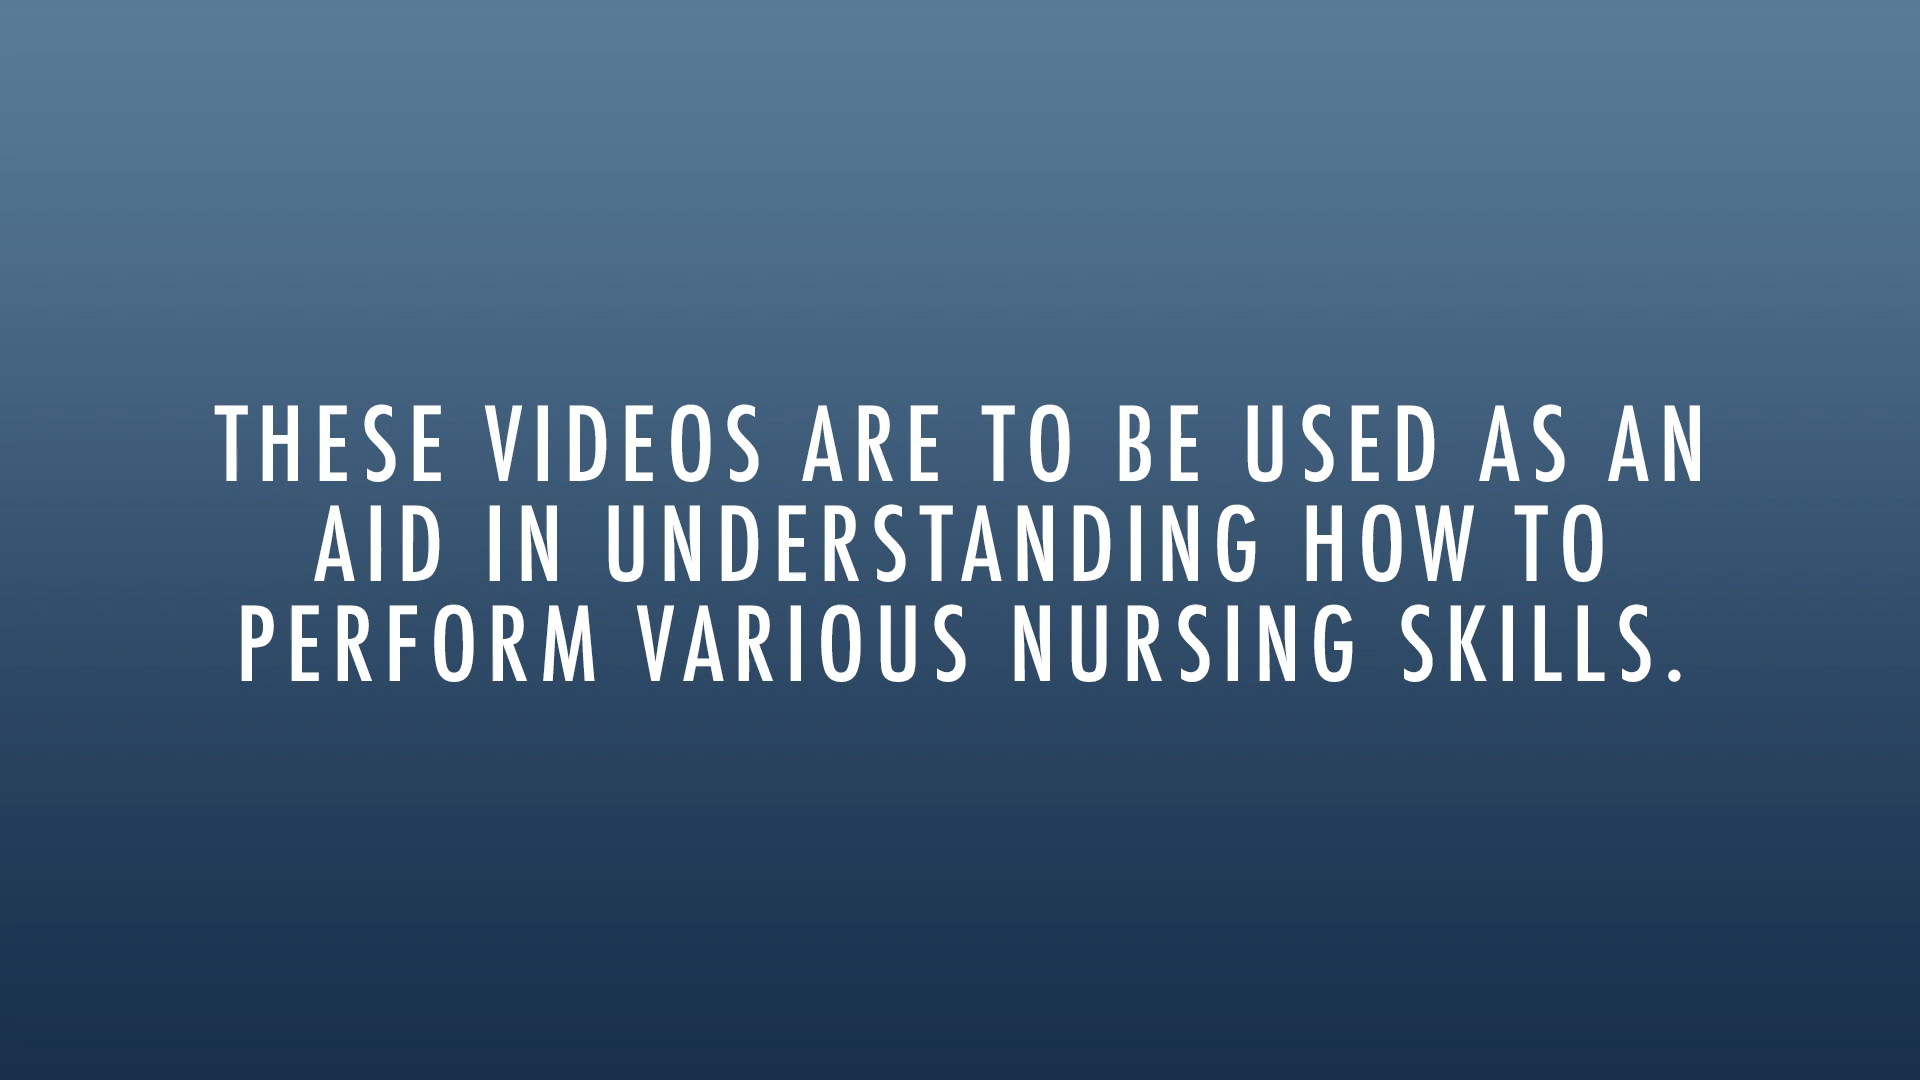 THESE VIDEOS ARE TO BE USED AS AN
AID IN UNDERSTANDING HOW TO
PERFORM VARIOUS NURSING SKILLS.